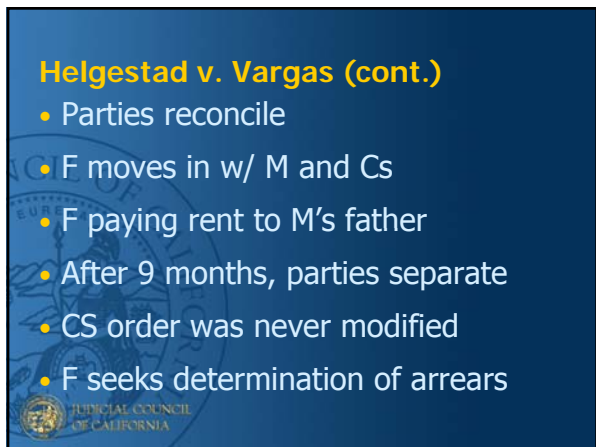 Helgestad v. Vargas (cont.)
• Parties reconcile
• F moves in w/ M and Cs
• F paying rent to M’s father
• After 9 months, parties separate
• CS order was never modified
• F seeks determination of arrears
JUDICIAL COUNCIL
OF CALIFORNIA